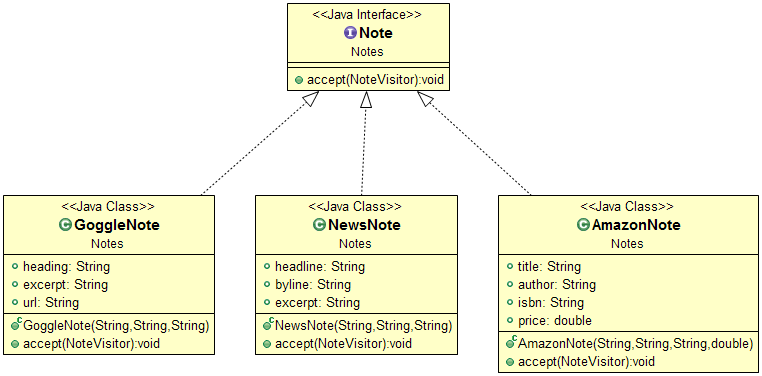 <<Java Interface>>
Note
Notes
accept(NoteVisitor):void
<<Java Class>>
GoggleNote
Notes
heading: String
excerpt: String
url: String
GoggleNote(String,String,String)
accept(NoteVisitor):void
<<Java Class>>
NewsNote
Notes
headline: String
byline: String
excerpt: String
NewsNote(String,String,String)
accept(NoteVisitor):void
<<Java Class>>
AmazonNote
Notes
title: String
author: String
isbn: String
price: double
AmazonNote(String,String,String,double)
accept(NoteVisitor):void